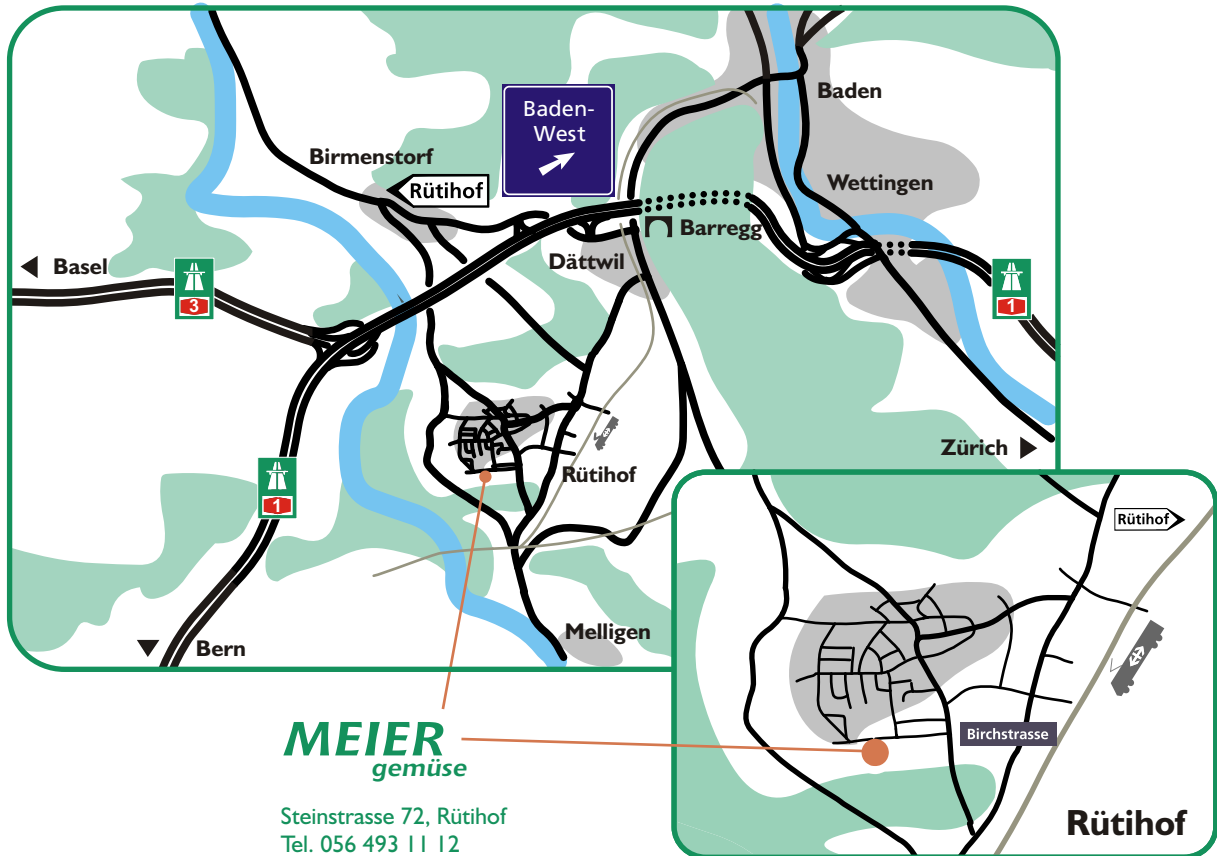 Baden-
West
Baden
Birmenstorf
Rütihof
Wettingen
Barregg
Dättwil
Basel
3
1
Zürich
Rütihof
1
Rütihof
Melligen
Bern
MEIER
gemüse
Birchstrasse
Steinstrasse 72, Rütihof
Tel. 056 493 11 12
Rütihof